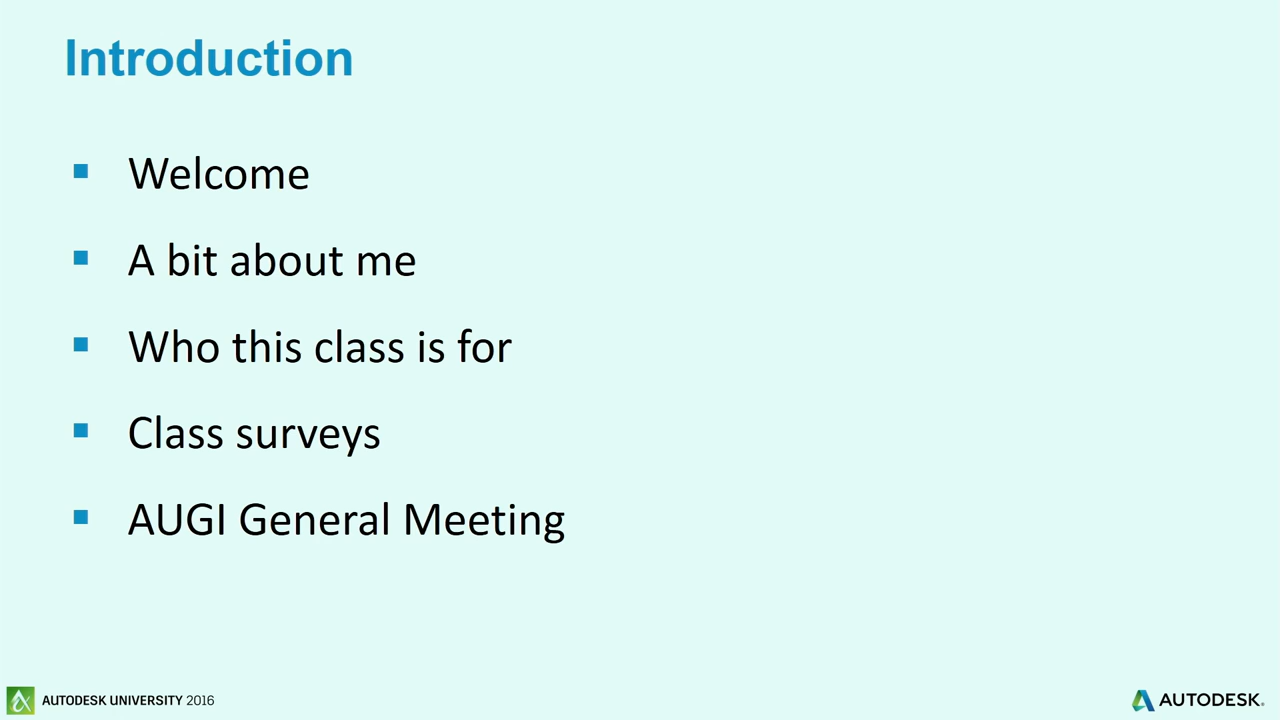 Introduction
Welcome
A bit about me
Who this class is for
Class surveys
AUGI General Meeting
AUTODESK UNIVERSITY 2016
AUTODESK.